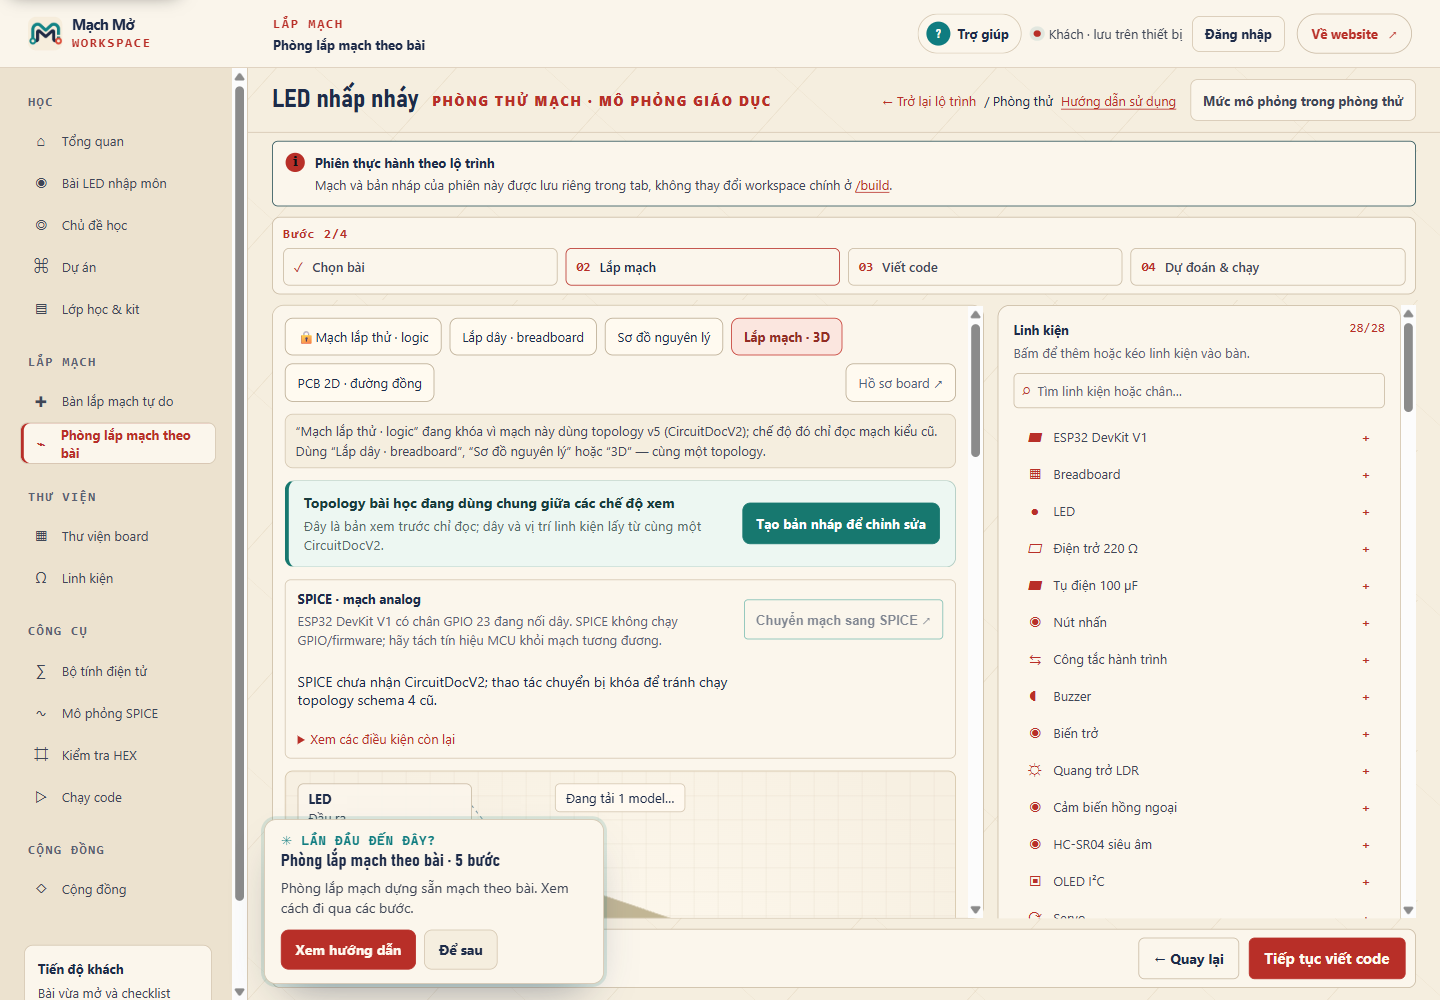 Mạch Mở
WORKSPACE
LẮP MẠCH
Phòng lắp mạch theo bài
? Trợ giúp
Khách · lưu trên thiết bị
Đăng nhập
Về website ↗
HỌC
Tổng quan
Bài LED nhập môn
Chủ đề học
Dự án
Lớp học & kit
LẮP MẠCH
Bàn lắp mạch tự do
Phòng lắp mạch theo
bài
THƯ VIỆN
Thư viện board
Linh kiện
CÔNG CỤ
Bộ tính điện tử
Mô phỏng SPICE
Kiểm tra HEX
Chạy code
CỘNG ĐỒNG
Cộng đồng
Tiến độ khách
Bài vừa mở và checklist
LED nhấp nháy
PHÒNG THỬ MẠCH · MÔ PHỎNG GIÁO DỤC
← Trở lại lộ trình / Phòng thử Hướng dẫn sử dụng
Mức mô phỏng trong phòng thử
Phiên thực hành theo lộ trình
Mạch và bản nháp của phiên này được lưu riêng trong tab, không thay đổi workspace chính ở /build.
Bước 2/4
✓ Chọn bài
02 Lắp mạch
03 Viết code
04 Dự đoán & chạy
🔒 Mạch lắp thử · logic
Lắp dây · breadboard
Sơ đồ nguyên lý
Lắp mạch · 3D
PCB 2D · đường đồng
Hồ sơ board ↗
“Mạch lắp thử · logic” đang khóa vì mạch này dùng topology v5 (CircuitDocV2); chế độ đó chỉ đọc mạch kiểu cũ.
Dùng “Lắp dây · breadboard”, “Sơ đồ nguyên lý” hoặc “3D” — cùng một topology.
Topology bài học đang dùng chung giữa các chế độ xem
Đây là bản xem trước chỉ đọc; dây và vị trí linh kiện lấy từ cùng một
CircuitDocV2.
Tạo bản nháp để chỉnh sửa
SPICE · mạch analog
ESP32 DevKit V1 có chân GPIO 23 đang nối dây. SPICE không chạy
GPIO/firmware; hãy tách tín hiệu MCU khỏi mạch tương đương.
Chuyển mạch sang SPICE ↗
SPICE chưa nhận CircuitDocV2; thao tác chuyển bị khóa để tránh chạy
topology schema 4 cũ.
▶ Xem các điều kiện còn lại
LED
Đầu ra
Đang tải 1 model...
LẦN ĐẦU ĐẾN ĐÂY?
Phòng lắp mạch theo bài · 5 bước
Phòng lắp mạch dựng sẵn mạch theo bài. Xem
cách đi qua các bước.
Xem hướng dẫn
Để sau
Linh kiện
28/28
Bấm để thêm hoặc kéo linh kiện vào bàn.
Tìm linh kiện hoặc chân...
ESP32 DevKit V1 +
Breadboard +
LED +
Điện trở 220 Ω +
Tụ điện 100 µF +
Nút nhấn +
Công tắc hành trình +
Buzzer +
Biến trở +
Quang trở LDR +
Cảm biến hồng ngoại +
HC-SR04 siêu âm +
OLED I²C +
Servo +
← Quay lại
Tiếp tục viết code